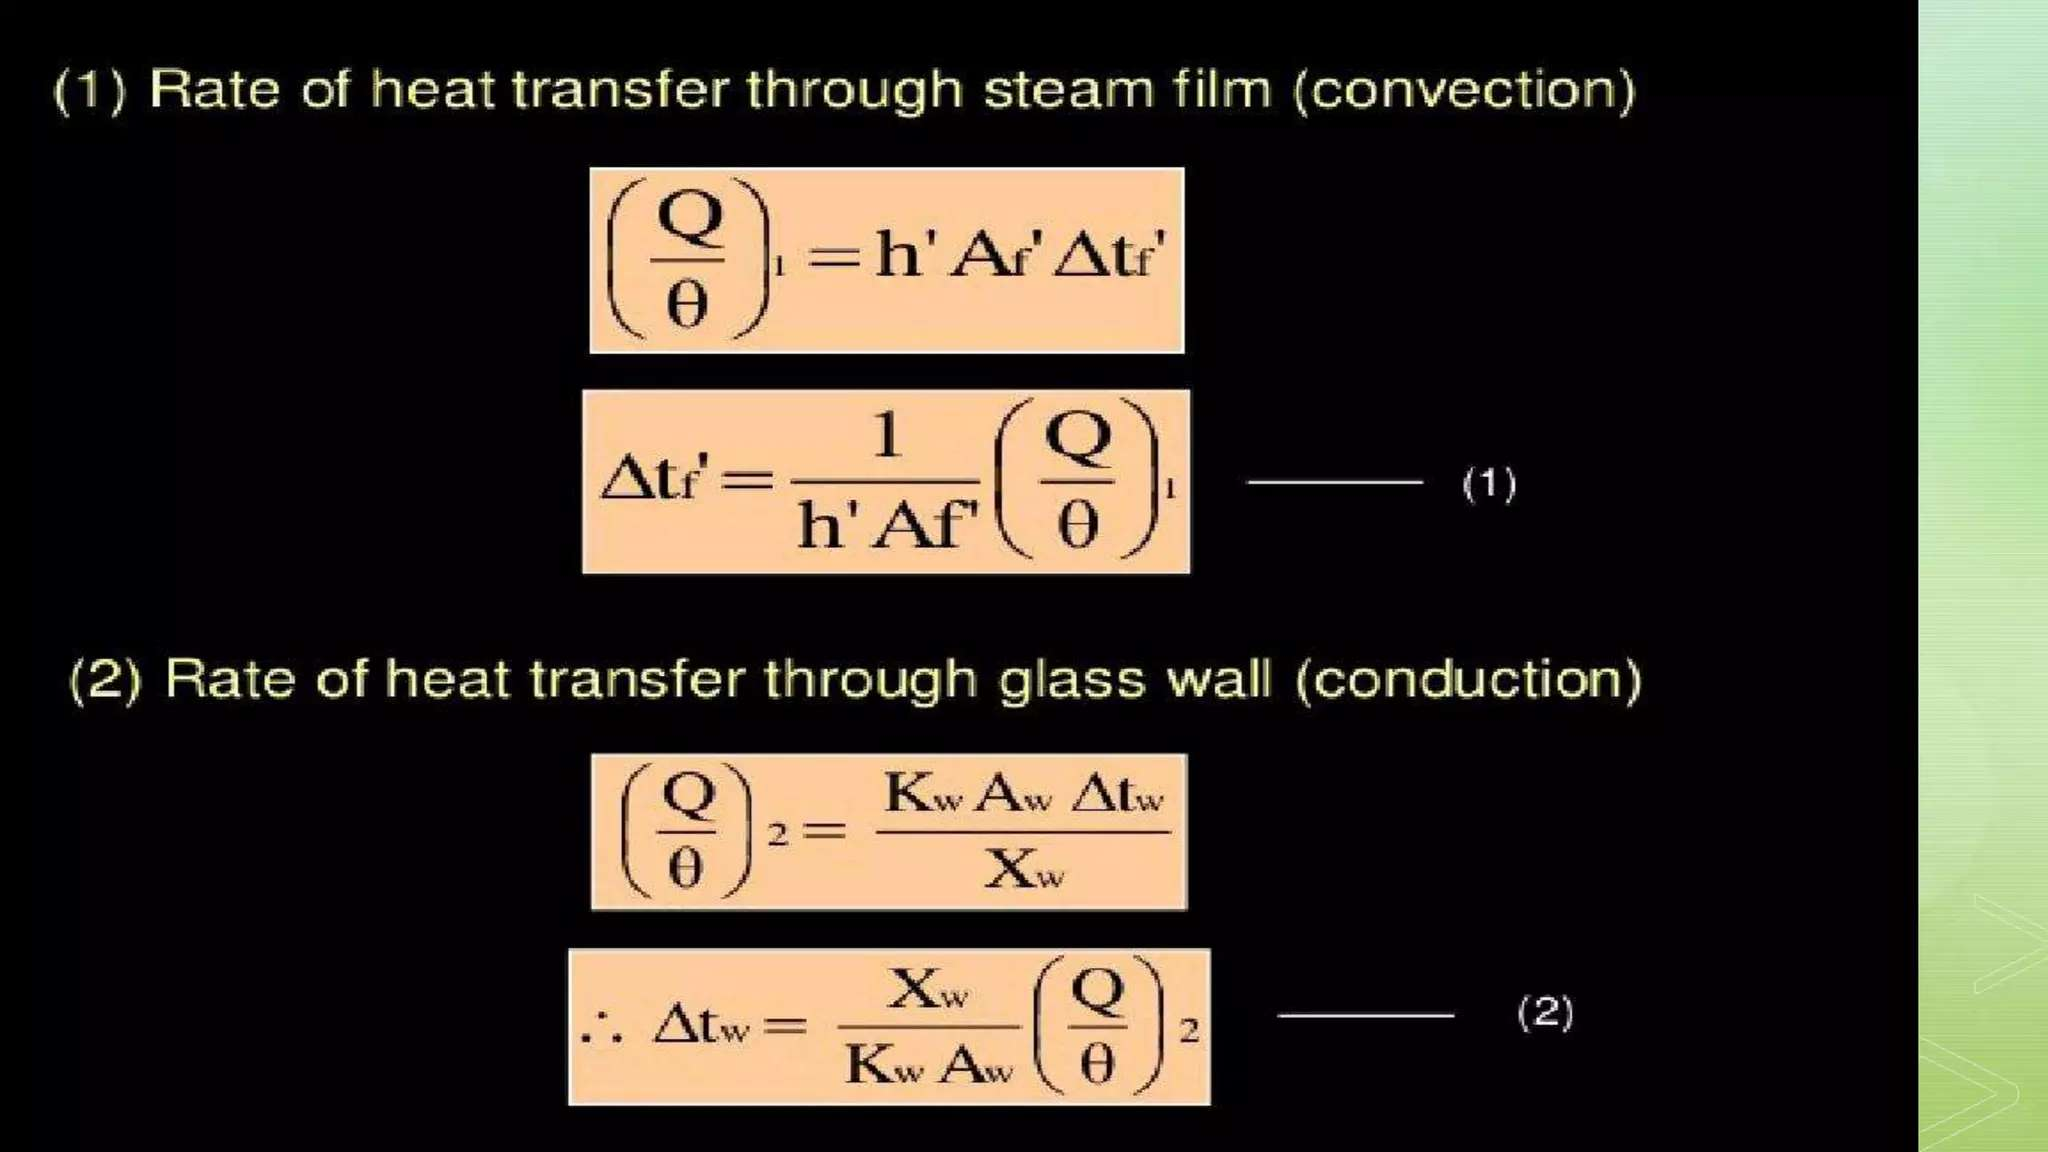 (1) Rate of heat transfer through steam film (convection)
(Q/θ)₁ = h' Af' Δtf'
Δtf' = 1/(h' Af') (Q/θ)₁ ——— (1)
(2) Rate of heat transfer through glass wall (conduction)
(Q/θ)₂ = Kw Aw Δtw / Xw
∴ Δtw = Xw/(Kw Aw) (Q/θ)₂ ——— (2)